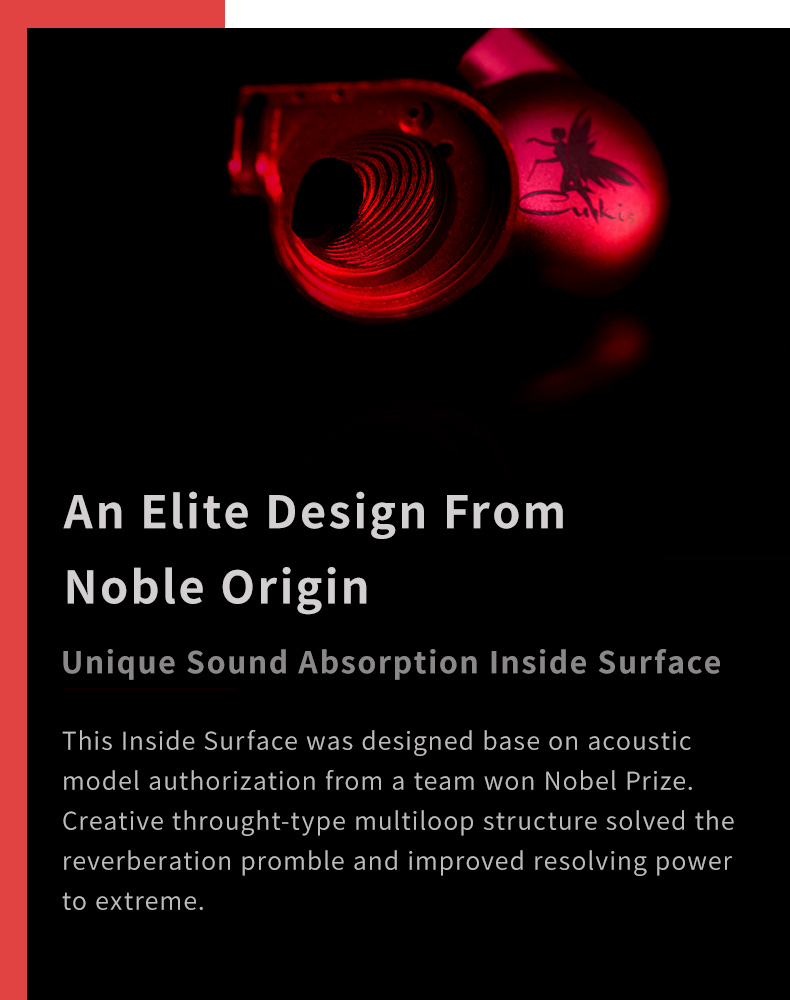 An Elite Design From
Noble Origin
Unique Sound Absorption Inside Surface
This Inside Surface was designed base on acoustic
model authorization from a team won Nobel Prize.
Creative throught-type multiloop structure solved the
reverberation promble and improved resolving power
to extreme.